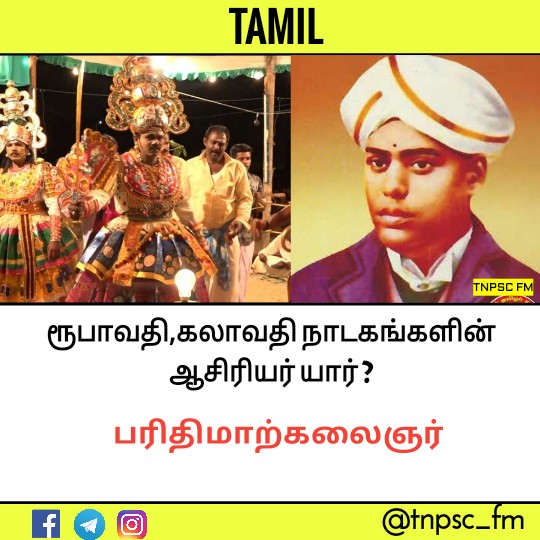 TAMIL
TNPSC FM
ரூபாவதி,கலாவதி நாடகங்களின்
ஆசிரியர் யார்?
பரிதிமாற்கலைஞர்
@tnpsc_fm